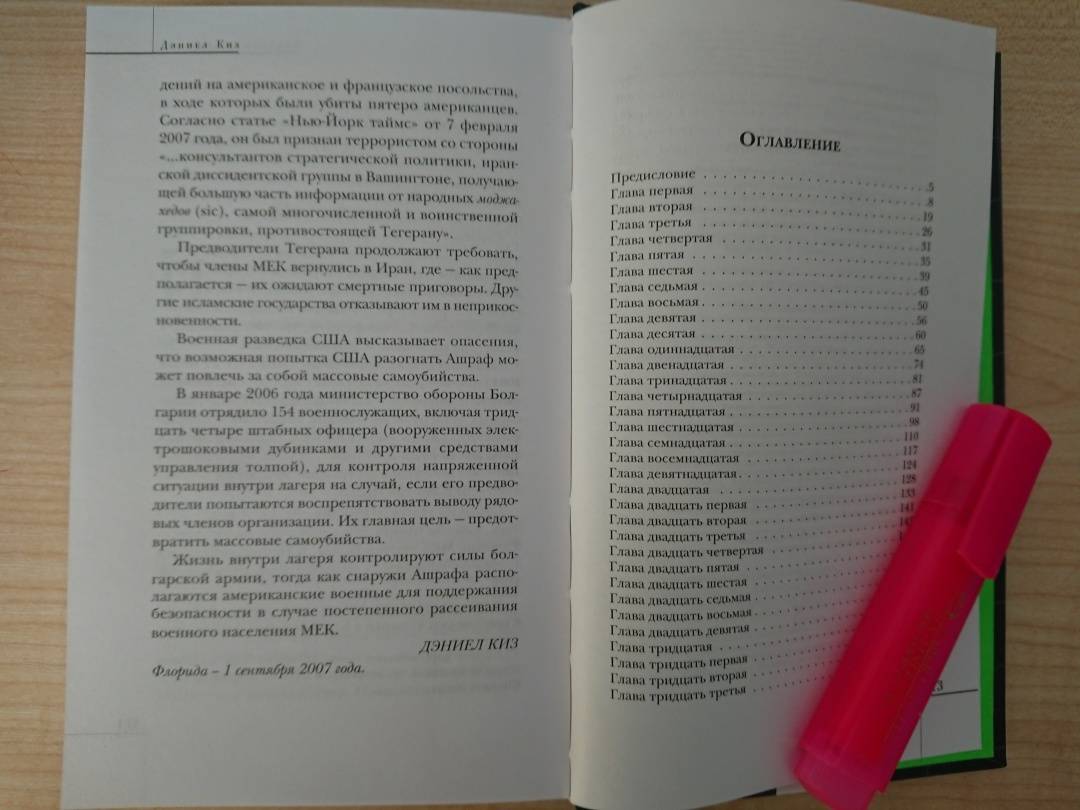 Дэниел Киз
дений на американское и французское посольства,
в ходе которых были убиты пятеро американцев.
Согласно статье «Нью-Йорк таймс» от 7 февраля
2007 года, он был признан террористом со стороны
«...консультантов стратегической политики, иран-
ской диссидентской группы в Вашингтоне, получаю-
щей большую часть информации от народных моджа-
хедов (sic), самой многочисленной и воинственной
группировки, противостоящей Тегерану».
Предводители Тегерана продолжают требовать,
чтобы члены МЕК вернулись в Иран, где – как пред-
полагается – их ожидают смертные приговоры. Дру-
гие исламские государства отказывают им в неприкос-
новенности.
Военная разведка США высказывает опасения,
что возможная попытка США разогнать Ашраф мо-
жет повлечь за собой массовые самоубийства.
В январе 2006 года министерство обороны Бол-
гарии отрядило 154 военнослужащих, включая трид-
цать четыре штабных офицера (вооруженных элек-
трошоковыми дубинками и другими средствами
управления толпой), для контроля напряженной
ситуации внутри лагеря на случай, если его предво-
дители попытаются воспрепятствовать выводу рядо-
вых членов организации. Их главная цель – предот-
вратить массовые самоубийства.
Жизнь внутри лагеря контролируют силы бол-
гарской армии, тогда как снаружи Ашрафа распо-
лагаются американские военные для поддержания
безопасности в случае постепенного рассеивания
военного населения МЕК.
ДЭНИЕЛ КИЗ
Флорида – 1 сентября 2007 года.
Оглавление
Предисловие . . . 5
Глава первая . . . 8
Глава вторая . . . 19
Глава третья . . . 26
Глава четвертая . . . 31
Глава пятая . . . 35
Глава шестая . . . 39
Глава седьмая . . . 45
Глава восьмая . . . 50
Глава девятая . . . 56
Глава десятая . . . 60
Глава одиннадцатая . . . 65
Глава двенадцатая . . . 74
Глава тринадцатая . . . 81
Глава четырнадцатая . . . 87
Глава пятнадцатая . . . 91
Глава шестнадцатая . . . 98
Глава семнадцатая . . . 110
Глава восемнадцатая . . . 117
Глава девятнадцатая . . . 124
Глава двадцатая . . . 128
Глава двадцать первая . . . 133
Глава двадцать вторая . . . 141
Глава двадцать третья . . .
Глава двадцать четвертая . . .
Глава двадцать пятая . . .
Глава двадцать шестая . . .
Глава двадцать седьмая . . .
Глава двадцать восьмая . . .
Глава двадцать девятая . . .
Глава тридцатая . . .
Глава тридцать первая . . .
Глава тридцать вторая . . .
Глава тридцать третья . . .